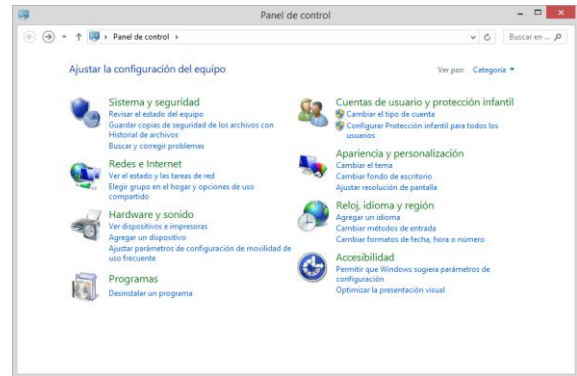 Panel de control
Panel de control
Buscar en ...
Ajustar la configuración del equipo
Ver por: Categoría
Sistema y seguridad
Revisar el estado del equipo
Guardar copias de seguridad de los archivos con
Historial de archivos
Buscar y corregir problemas
Redes e Internet
Ver el estado y las tareas de red
Elegir grupo en el hogar y opciones de uso
compartido
Hardware y sonido
Ver dispositivos e impresoras
Agregar un dispositivo
Ajustar parámetros de configuración de movilidad de
uso frecuente
Programas
Desinstalar un programa
Cuentas de usuario y protección infantil
Cambiar el tipo de cuenta
Configurar Protección infantil para todos los
usuarios
Apariencia y personalización
Cambiar el tema
Cambiar fondo de escritorio
Ajustar resolución de pantalla
Reloj, idioma y región
Agregar un idioma
Cambiar métodos de entrada
Cambiar formatos de fecha, hora o número
Accesibilidad
Permitir que Windows sugiera parámetros de
configuración
Optimizar la presentación visual